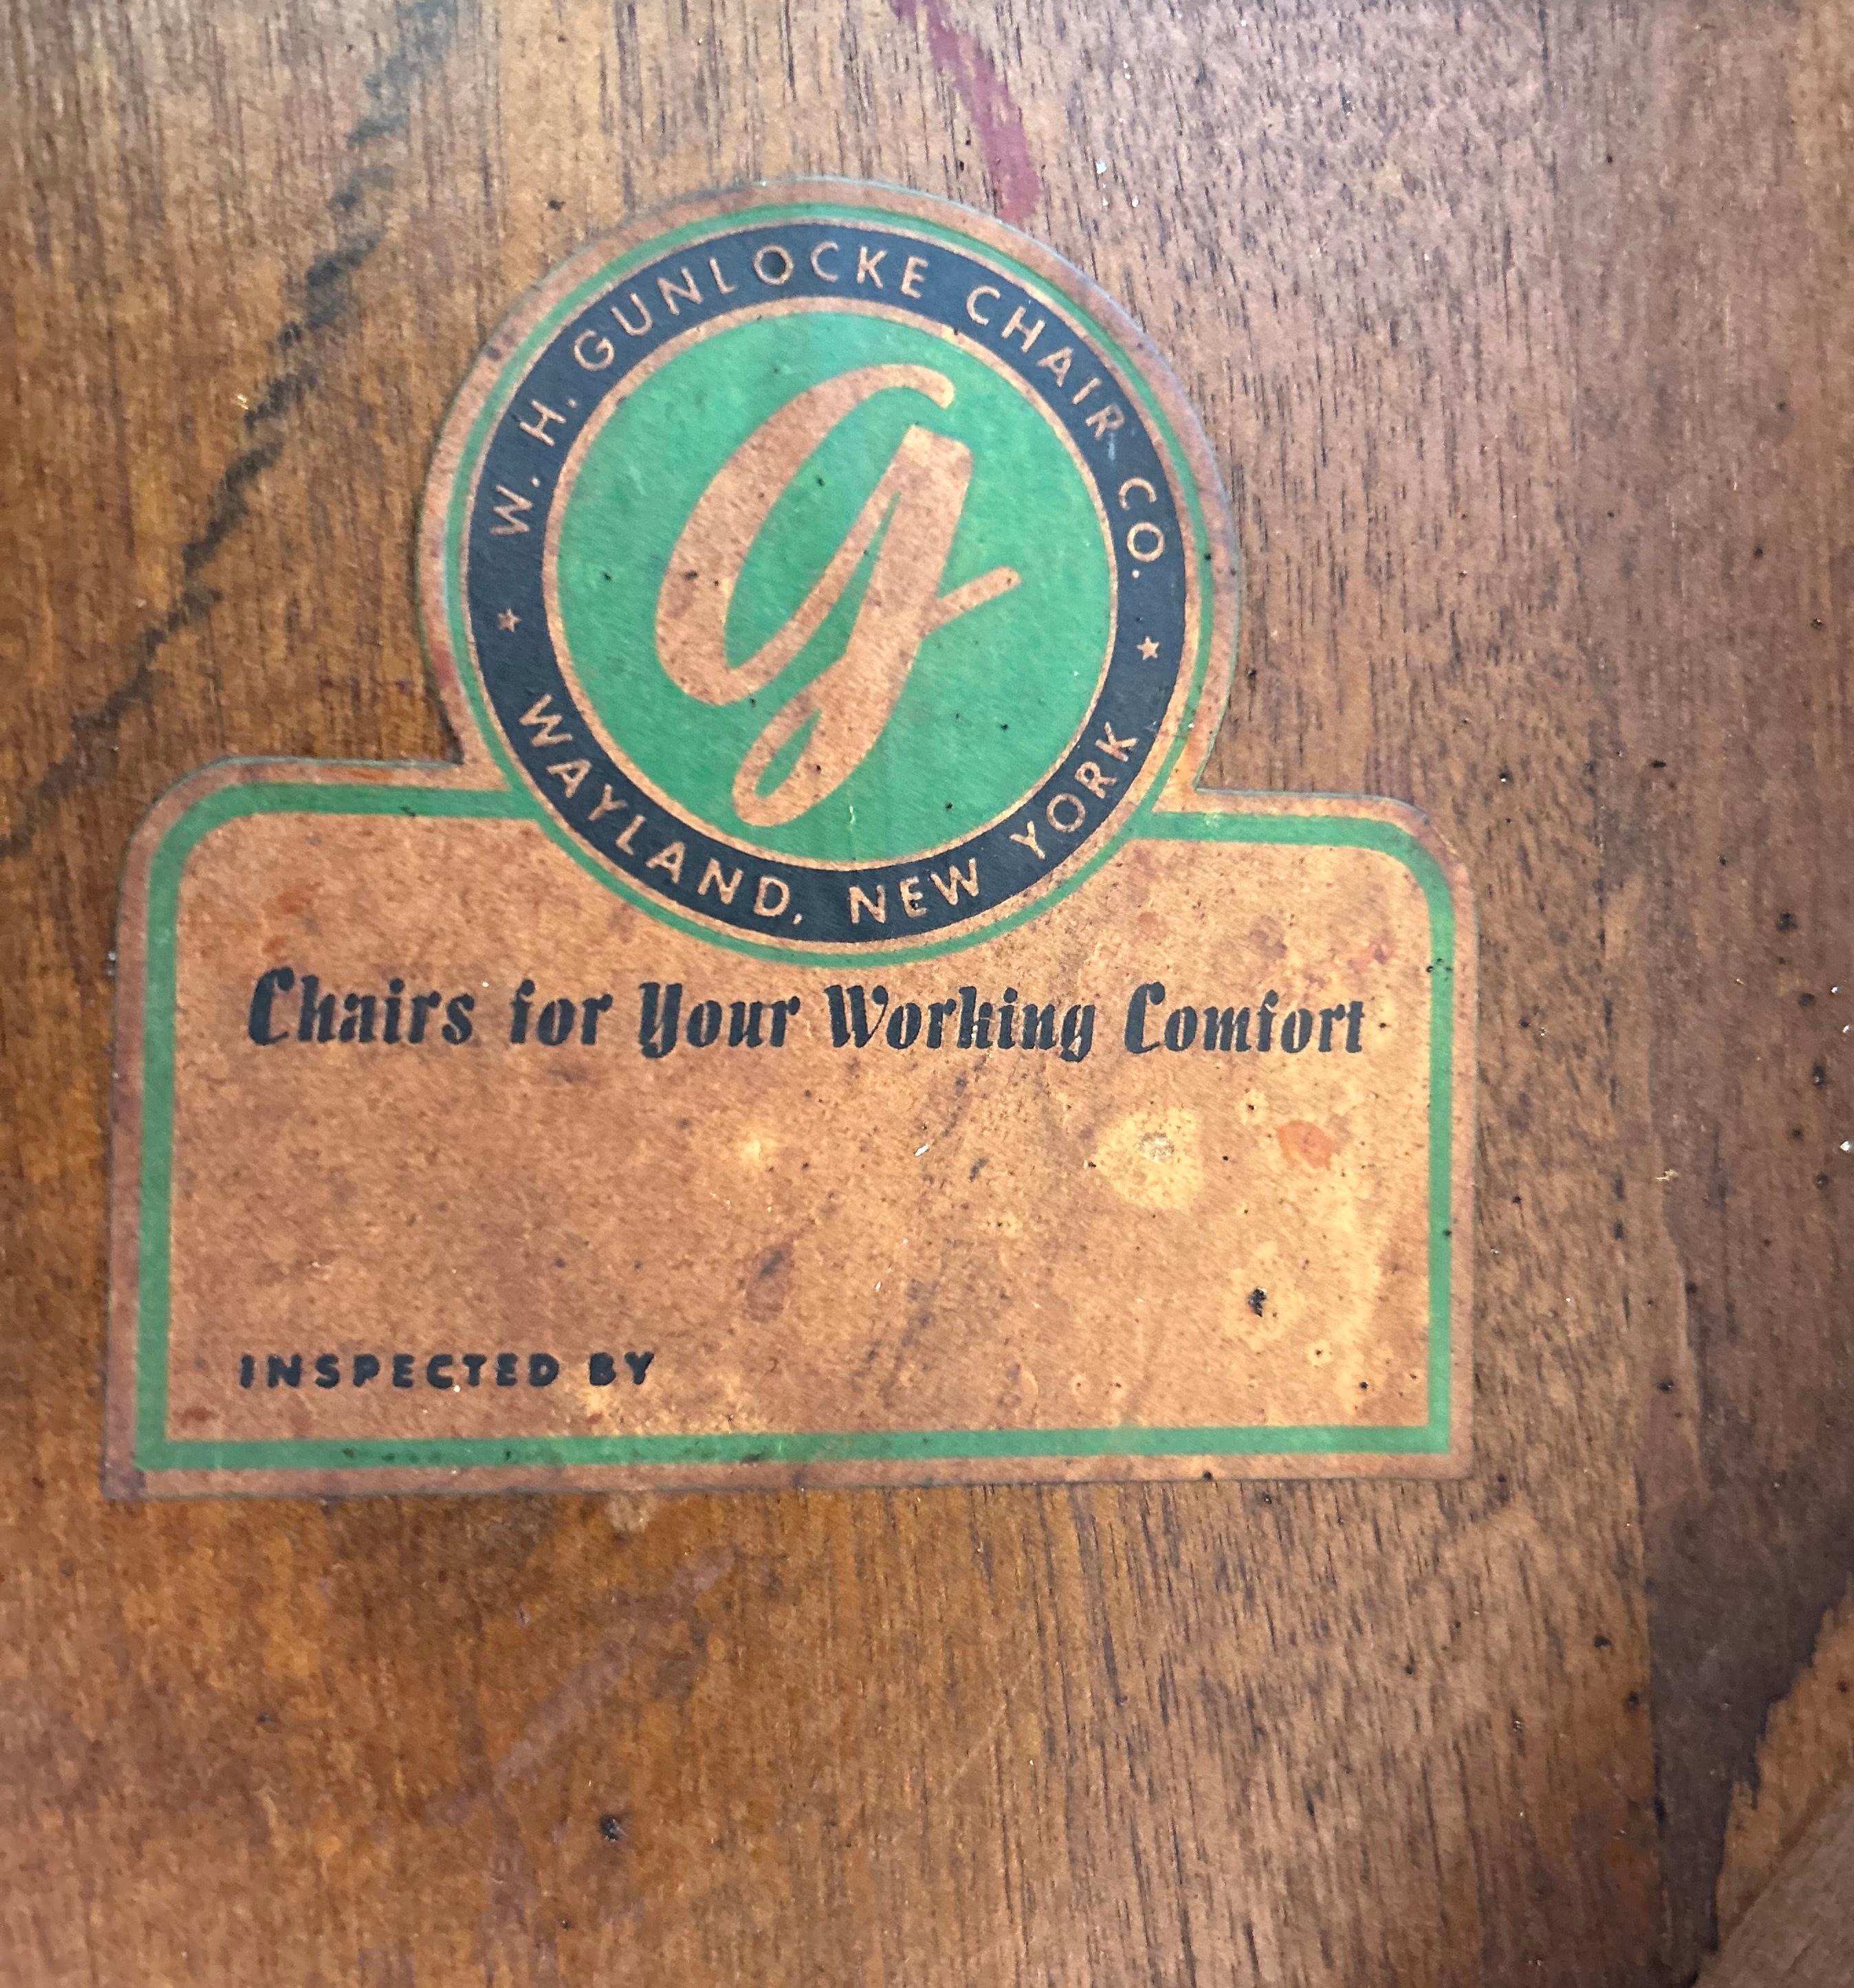 W. H. GUNLOCKE CHAIR CO.
g
★ WAYLAND, NEW YORK ★
Chairs for Your Working Comfort
INSPECTED BY